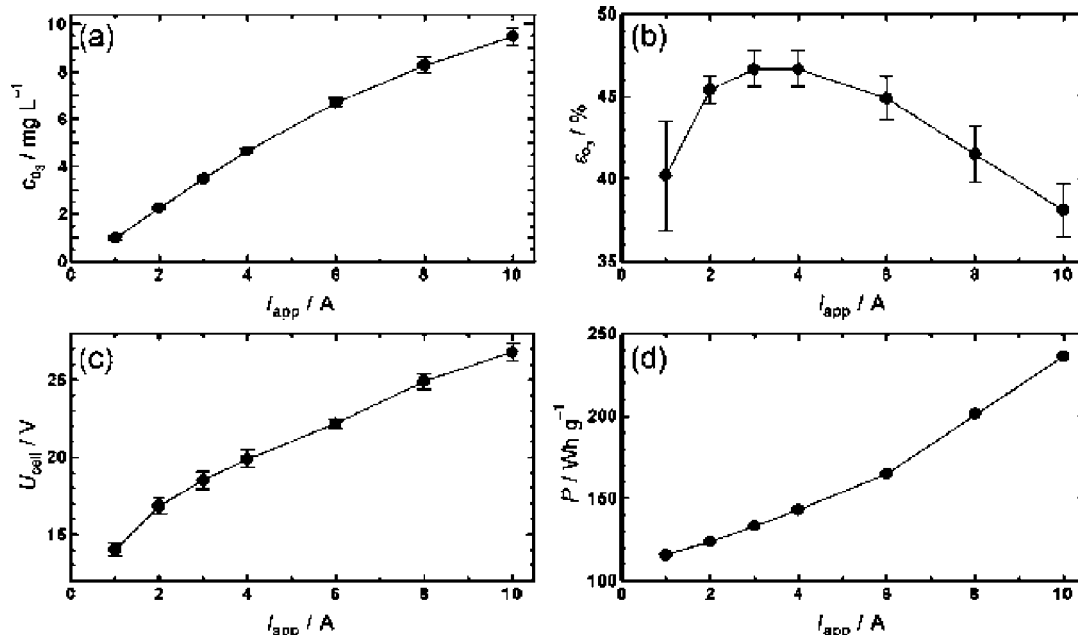 (a)
10
8
6
4
2
0
0 2 4 6 8 10
c_O₃ / mg L⁻¹
I_app / A
(b)
50
45
40
35
0 2 4 6 8 10
ε_O₃ / %
I_app / A
(c)
25
20
15
0 2 4 6 8 10
U_cell / V
I_app / A
(d)
250
200
150
100
0 2 4 6 8 10
P / Wh g⁻¹
I_app / A